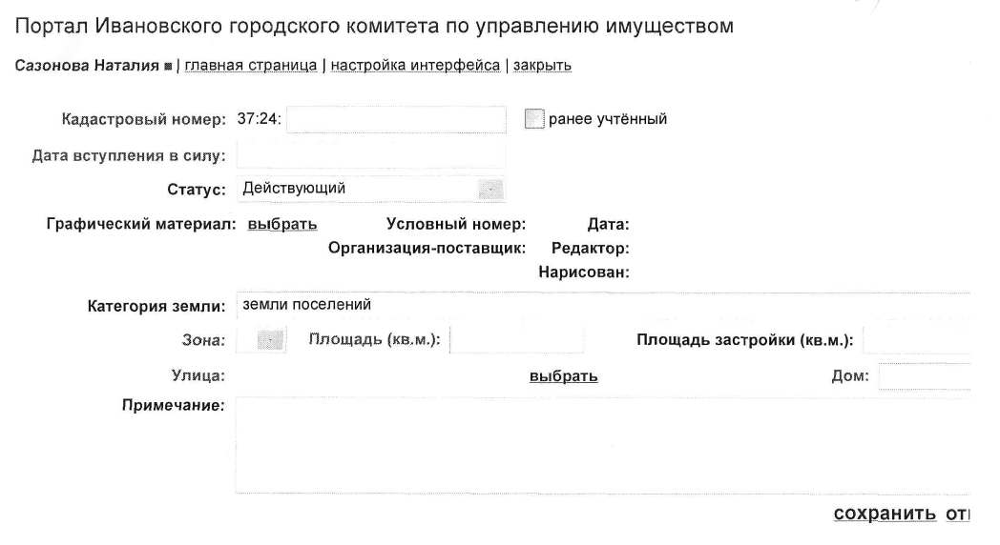 Портал Ивановского городского комитета по управлению имуществом
Сазонова Наталия ■ | главная страница | настройка интерфейса | закрыть
Кадастровый номер: 37:24: ранее учтённый
Дата вступления в силу:
Статус: Действующий
Графический материал: выбрать Условный номер: Дата:
Организация-поставщик: Редактор:
Нарисован:
Категория земли: земли поселений
Зона: Площадь (кв.м.): Площадь застройки (кв.м.):
Улица: выбрать Дом:
Примечание:
сохранить